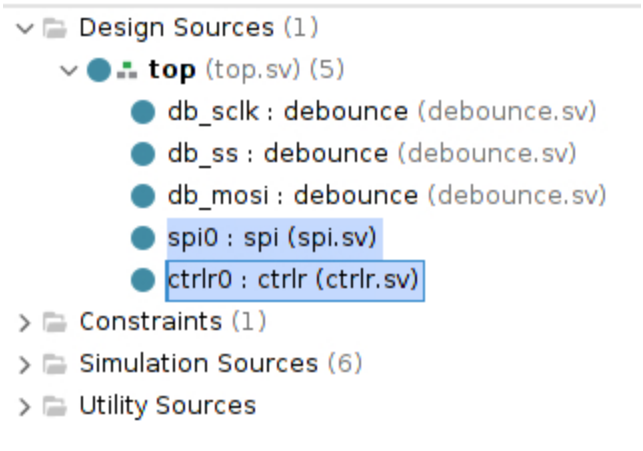 Design Sources (1)
top (top.sv) (5)
db_sclk : debounce (debounce.sv)
db_ss : debounce (debounce.sv)
db_mosi : debounce (debounce.sv)
spi0 : spi (spi.sv)
ctrlr0 : ctrlr (ctrlr.sv)
Constraints (1)
Simulation Sources (6)
Utility Sources